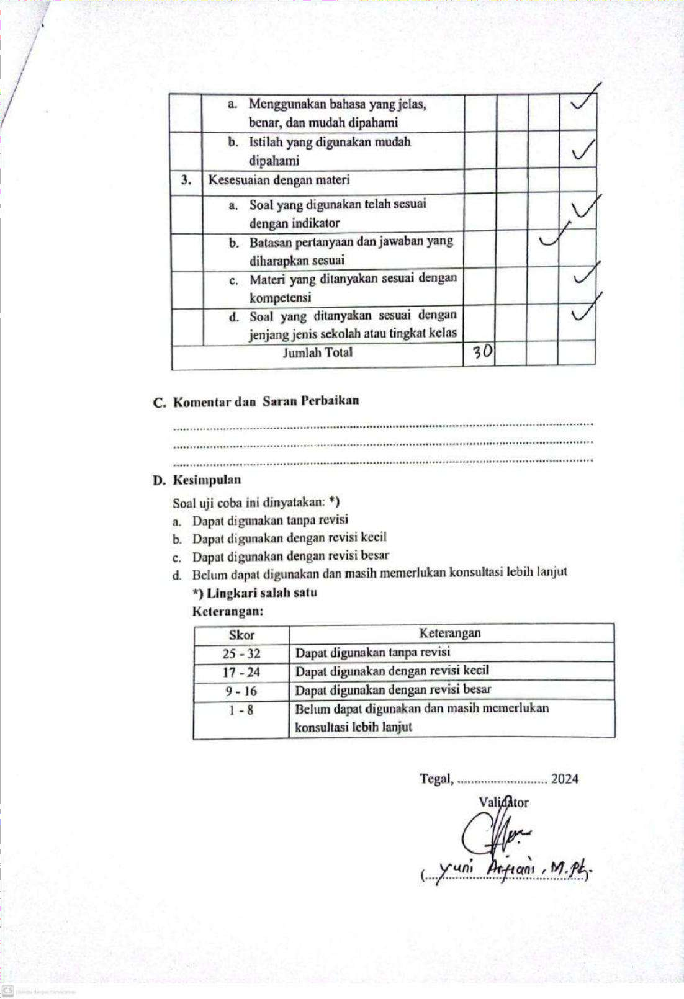 a. Menggunakan bahasa yang jelas,
benar, dan mudah dipahami
b. Istilah yang digunakan mudah
dipahami
3. Kesesuaian dengan materi
a. Soal yang digunakan telah sesuai
dengan indikator
b. Batasan pertanyaan dan jawaban yang
diharapkan sesuai
c. Materi yang ditanyakan sesuai dengan
kompetensi
d. Soal yang ditanyakan sesuai dengan
jenjang jenis sekolah atau tingkat kelas
Jumlah Total 30
C. Komentar dan Saran Perbaikan
D. Kesimpulan
Soal uji coba ini dinyatakan: *)
a. Dapat digunakan tanpa revisi
b. Dapat digunakan dengan revisi kecil
c. Dapat digunakan dengan revisi besar
d. Belum dapat digunakan dan masih memerlukan konsultasi lebih lanjut
*) Lingkari salah satu
Keterangan:
Skor Keterangan
25 - 32 Dapat digunakan tanpa revisi
17 - 24 Dapat digunakan dengan revisi kecil
9 - 16 Dapat digunakan dengan revisi besar
1 - 8 Belum dapat digunakan dan masih memerlukan
konsultasi lebih lanjut
Tegal, ............................ 2024
Validator
(Yuni Arfiani, M.Pd.)
CS